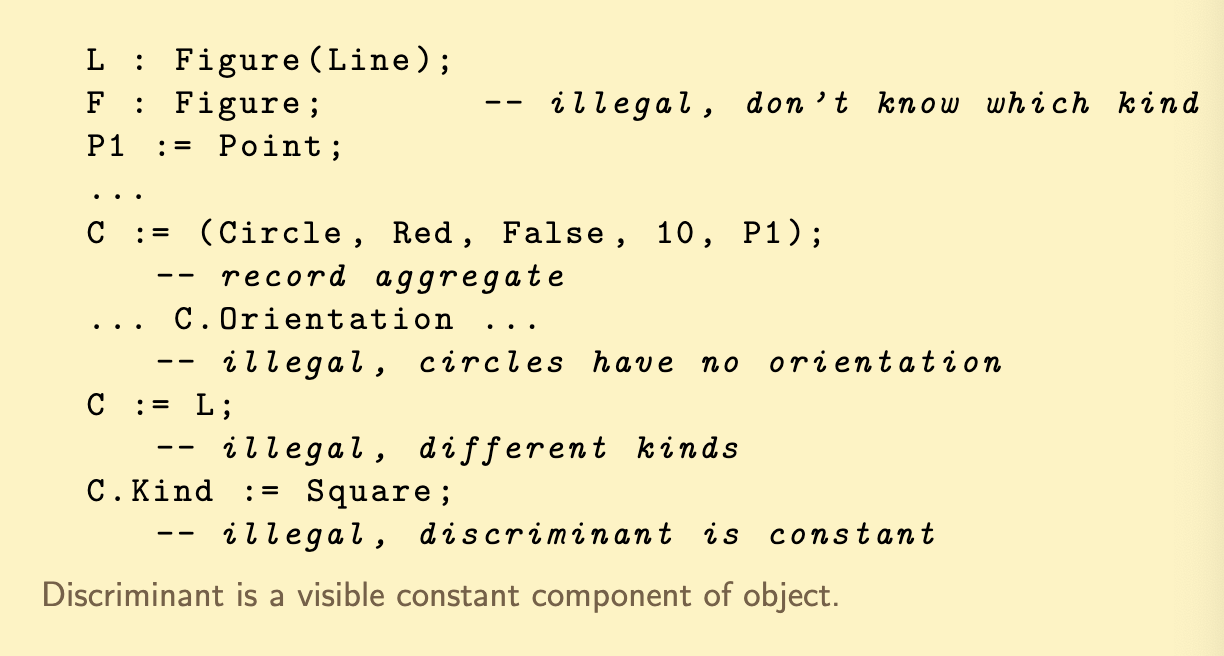 L : Figure(Line);
F : Figure; -- illegal, don't know which kind
P1 := Point;
...
C := (Circle, Red, False, 10, P1);
-- record aggregate
... C.Orientation ...
-- illegal, circles have no orientation
C := L;
-- illegal, different kinds
C.Kind := Square;
-- illegal, discriminant is constant
Discriminant is a visible constant component of object.